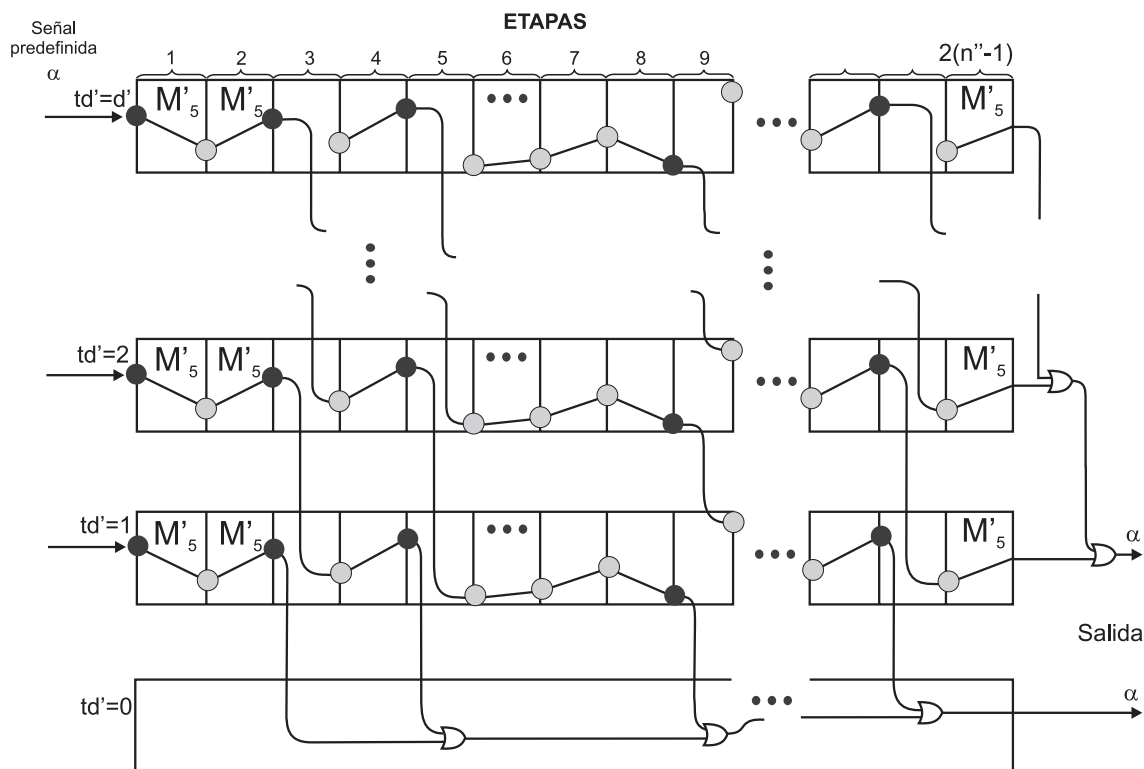 ETAPAS
Señal
predefinida
α
1 2 3 4 5 6 7 8 9 2(n''-1)
td'=d'
M'5 M'5 M'5
td'=2
M'5 M'5 M'5
td'=1
M'5 M'5 M'5
α
Salida
td'=0
α